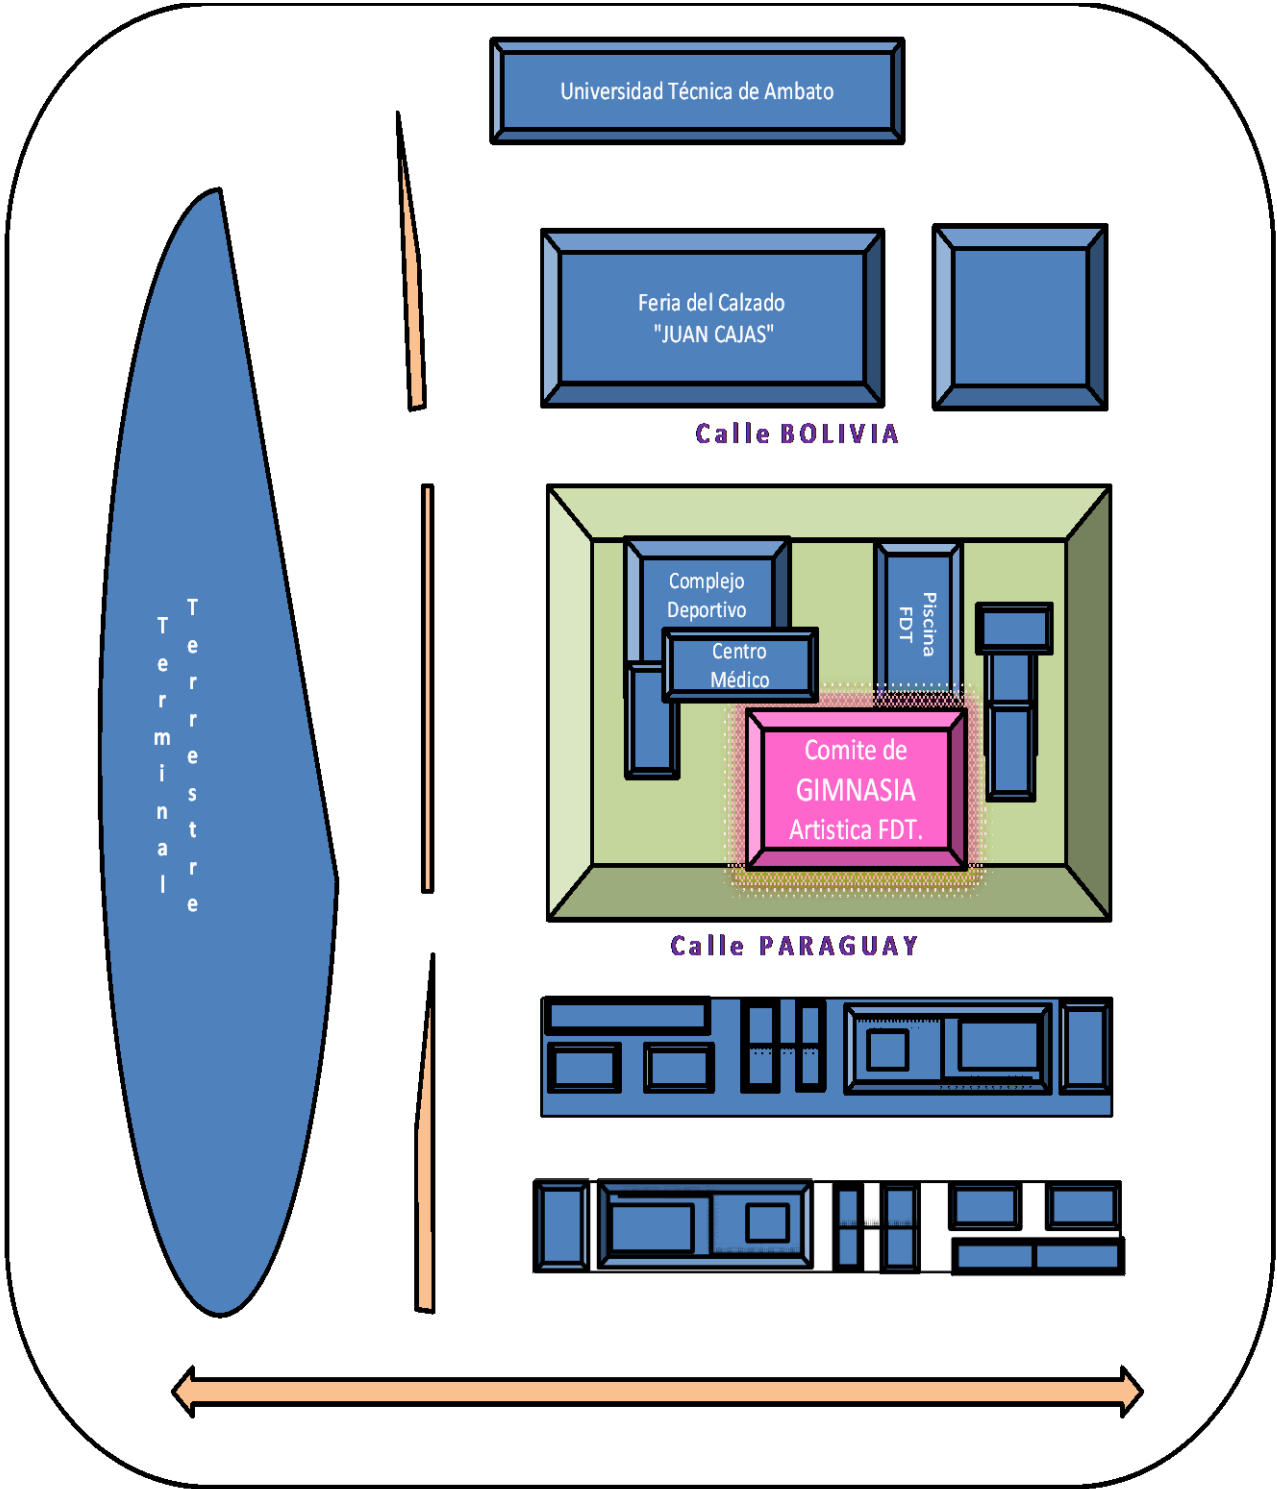 Universidad Técnica de Ambato
Feria del Calzado
"JUAN CAJAS"
Calle BOLIVIA
Complejo
Deportivo
Centro
Médico
Piscina
FDT
Comite de
GIMNASIA
Artistica FDT.
Terminal
Terrestre
Calle PARAGUAY